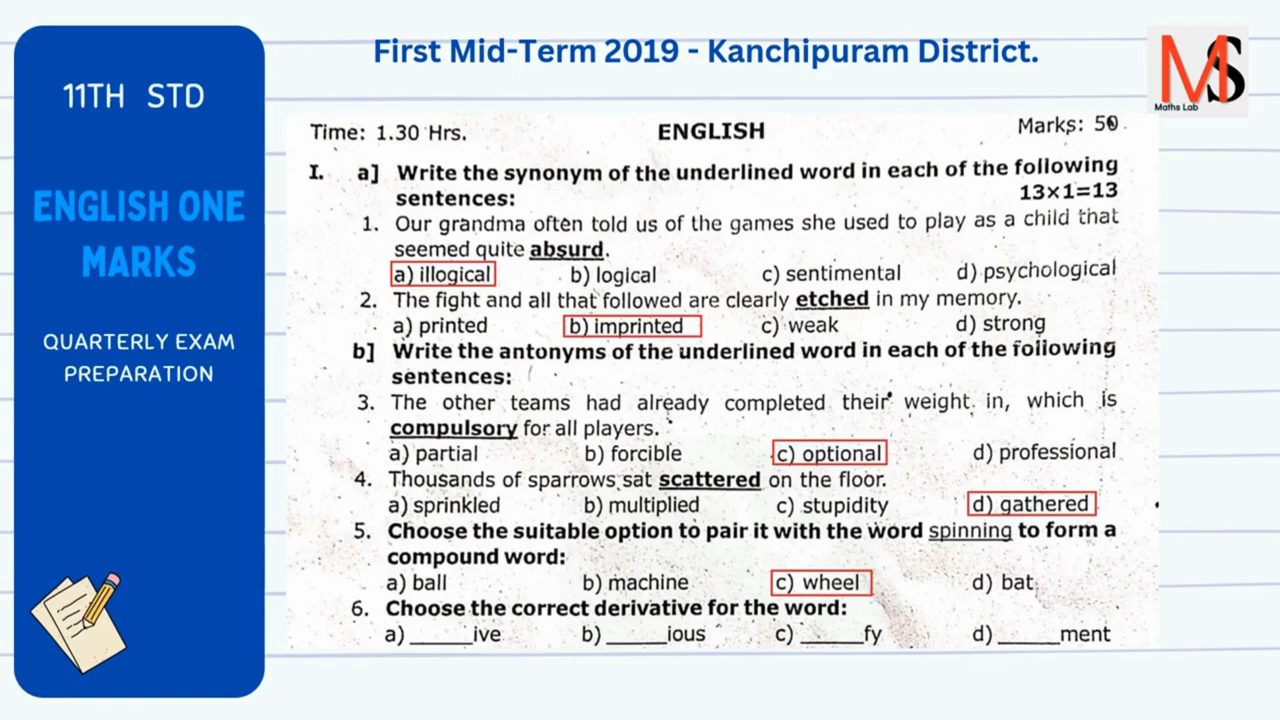 First Mid-Term 2019 - Kanchipuram District.
MS
Maths Lab
11TH STD
ENGLISH ONE
MARKS
QUARTERLY EXAM
PREPARATION
Time: 1.30 Hrs. ENGLISH Marks: 50
I. a] Write the synonym of the underlined word in each of the following
sentences: 13×1=13
1. Our grandma often told us of the games she used to play as a child that
seemed quite absurd.
a) illogical b) logical c) sentimental d) psychological
2. The fight and all that followed are clearly etched in my memory.
a) printed b) imprinted c) weak d) strong
b] Write the antonyms of the underlined word in each of the following
sentences:
3. The other teams had already completed their weight in, which is
compulsory for all players.
a) partial b) forcible c) optional d) professional
4. Thousands of sparrows sat scattered on the floor.
a) sprinkled b) multiplied c) stupidity d) gathered
5. Choose the suitable option to pair it with the word spinning to form a
compound word:
a) ball b) machine c) wheel d) bat
6. Choose the correct derivative for the word:
a) _____ive b) _____ious c) _____fy d) _____ment